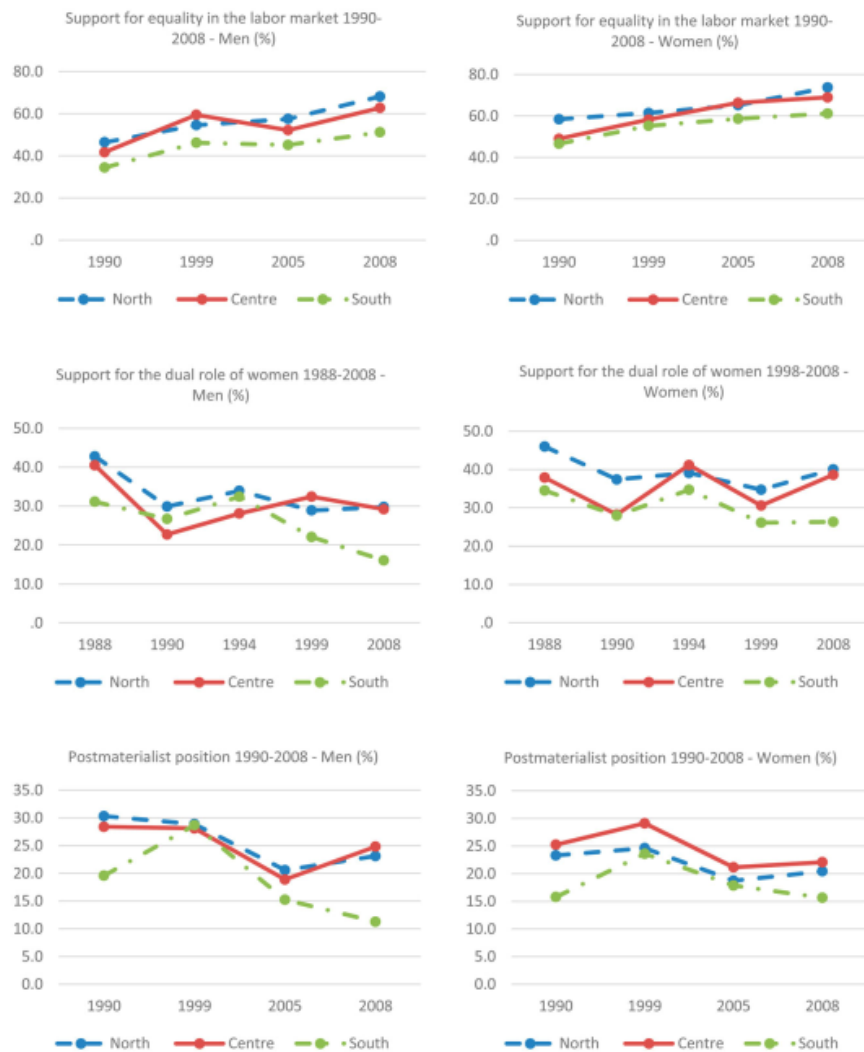 Support for equality in the labor market 1990-
2008 - Men (%)
80.0
60.0
40.0
20.0
.0
1990 1999 2005 2008
North Centre South
Support for equality in the labor market 1990-
2008 - Women (%)
80.0
60.0
40.0
20.0
.0
1990 1999 2005 2008
North Centre South
Support for the dual role of women 1988-2008 -
Men (%)
50.0
40.0
30.0
20.0
10.0
.0
1988 1990 1994 1999 2008
North Centre South
Support for the dual role of women 1998-2008 -
Women (%)
50.0
40.0
30.0
20.0
10.0
.0
1988 1990 1994 1999 2008
North Centre South
Postmaterialist position 1990-2008 - Men (%)
35.0
30.0
25.0
20.0
15.0
10.0
5.0
0.0
1990 1999 2005 2008
North Centre South
Postmaterialist position 1990-2008 - Women (%)
35.0
30.0
25.0
20.0
15.0
10.0
5.0
0.0
1990 1999 2005 2008
North Centre South